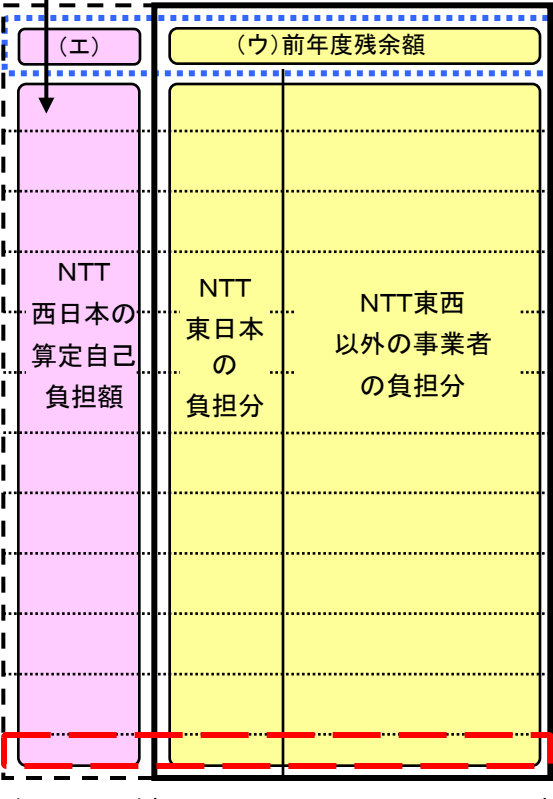 （エ）
（ウ）前年度残余額
NTT
西日本の
算定自己
負担額
NTT
東日本
の
負担分
NTT東西
以外の事業者
の負担分